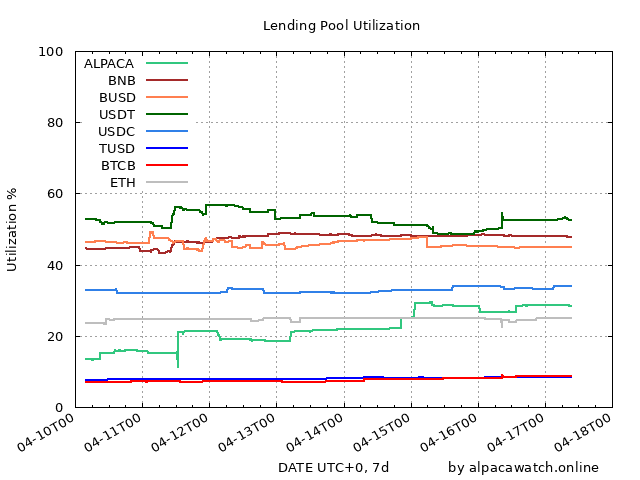 Lending Pool Utilization
100
80
60
40
20
0
Utilization %
ALPACA
BNB
BUSD
USDT
USDC
TUSD
BTCB
ETH
04-10T00
04-11T00
04-12T00
04-13T00
04-14T00
04-15T00
04-16T00
04-17T00
04-18T00
DATE UTC+0, 7d
by alpacawatch.online